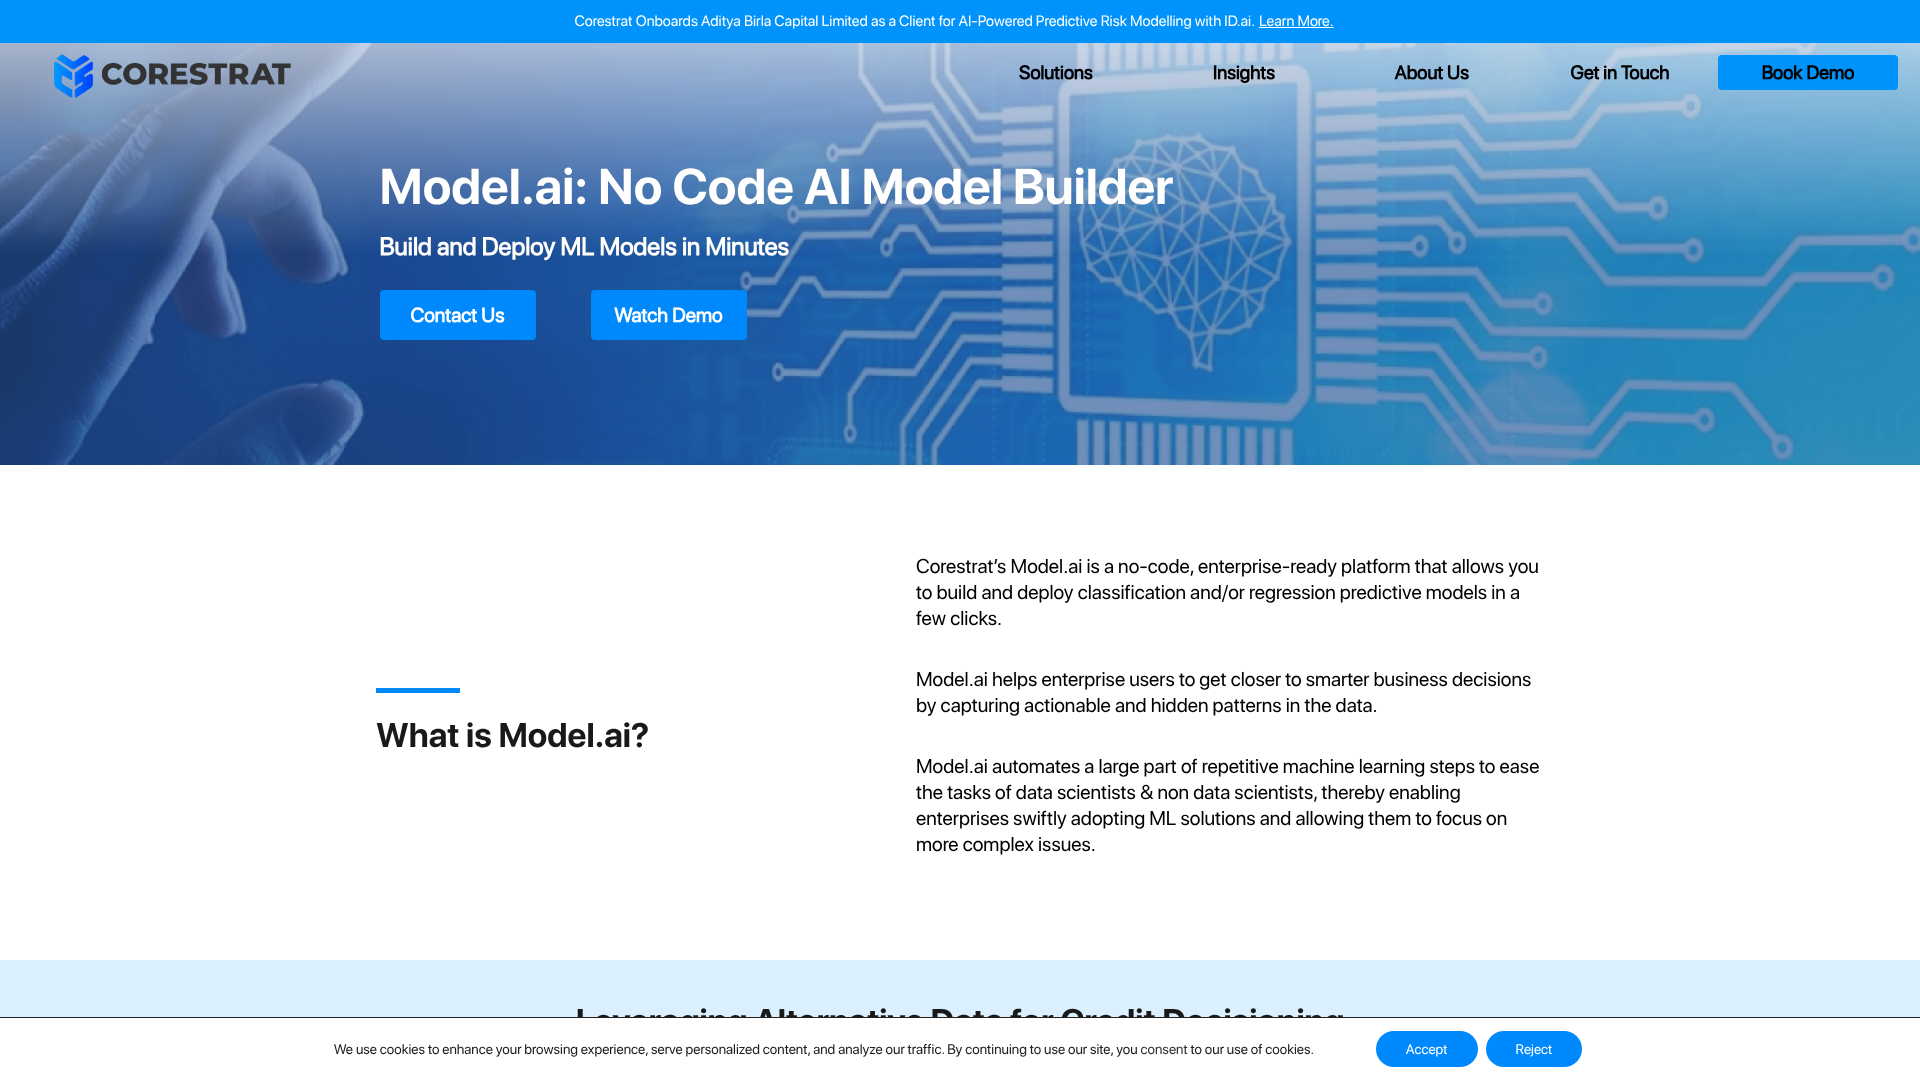 Corestrat Onboards Aditya Birla Capital Limited as a Client for AI-Powered Predictive Risk Modelling with ID.ai. Learn More.
CORESTRAT
Solutions
Insights
About Us
Get in Touch
Book Demo
Model.ai: No Code AI Model Builder
Build and Deploy ML Models in Minutes
Contact Us
Watch Demo
What is Model.ai?
Corestrat’s Model.ai is a no-code, enterprise-ready platform that allows you
to build and deploy classification and/or regression predictive models in a
few clicks.
Model.ai helps enterprise users to get closer to smarter business decisions
by capturing actionable and hidden patterns in the data.
Model.ai automates a large part of repetitive machine learning steps to ease
the tasks of data scientists & non data scientists, thereby enabling
enterprises swiftly adopting ML solutions and allowing them to focus on
more complex issues.
Leveraging Alternative Data for Credit Decisioning
We use cookies to enhance your browsing experience, serve personalized content, and analyze our traffic. By continuing to use our site, you consent to our use of cookies.
Accept
Reject